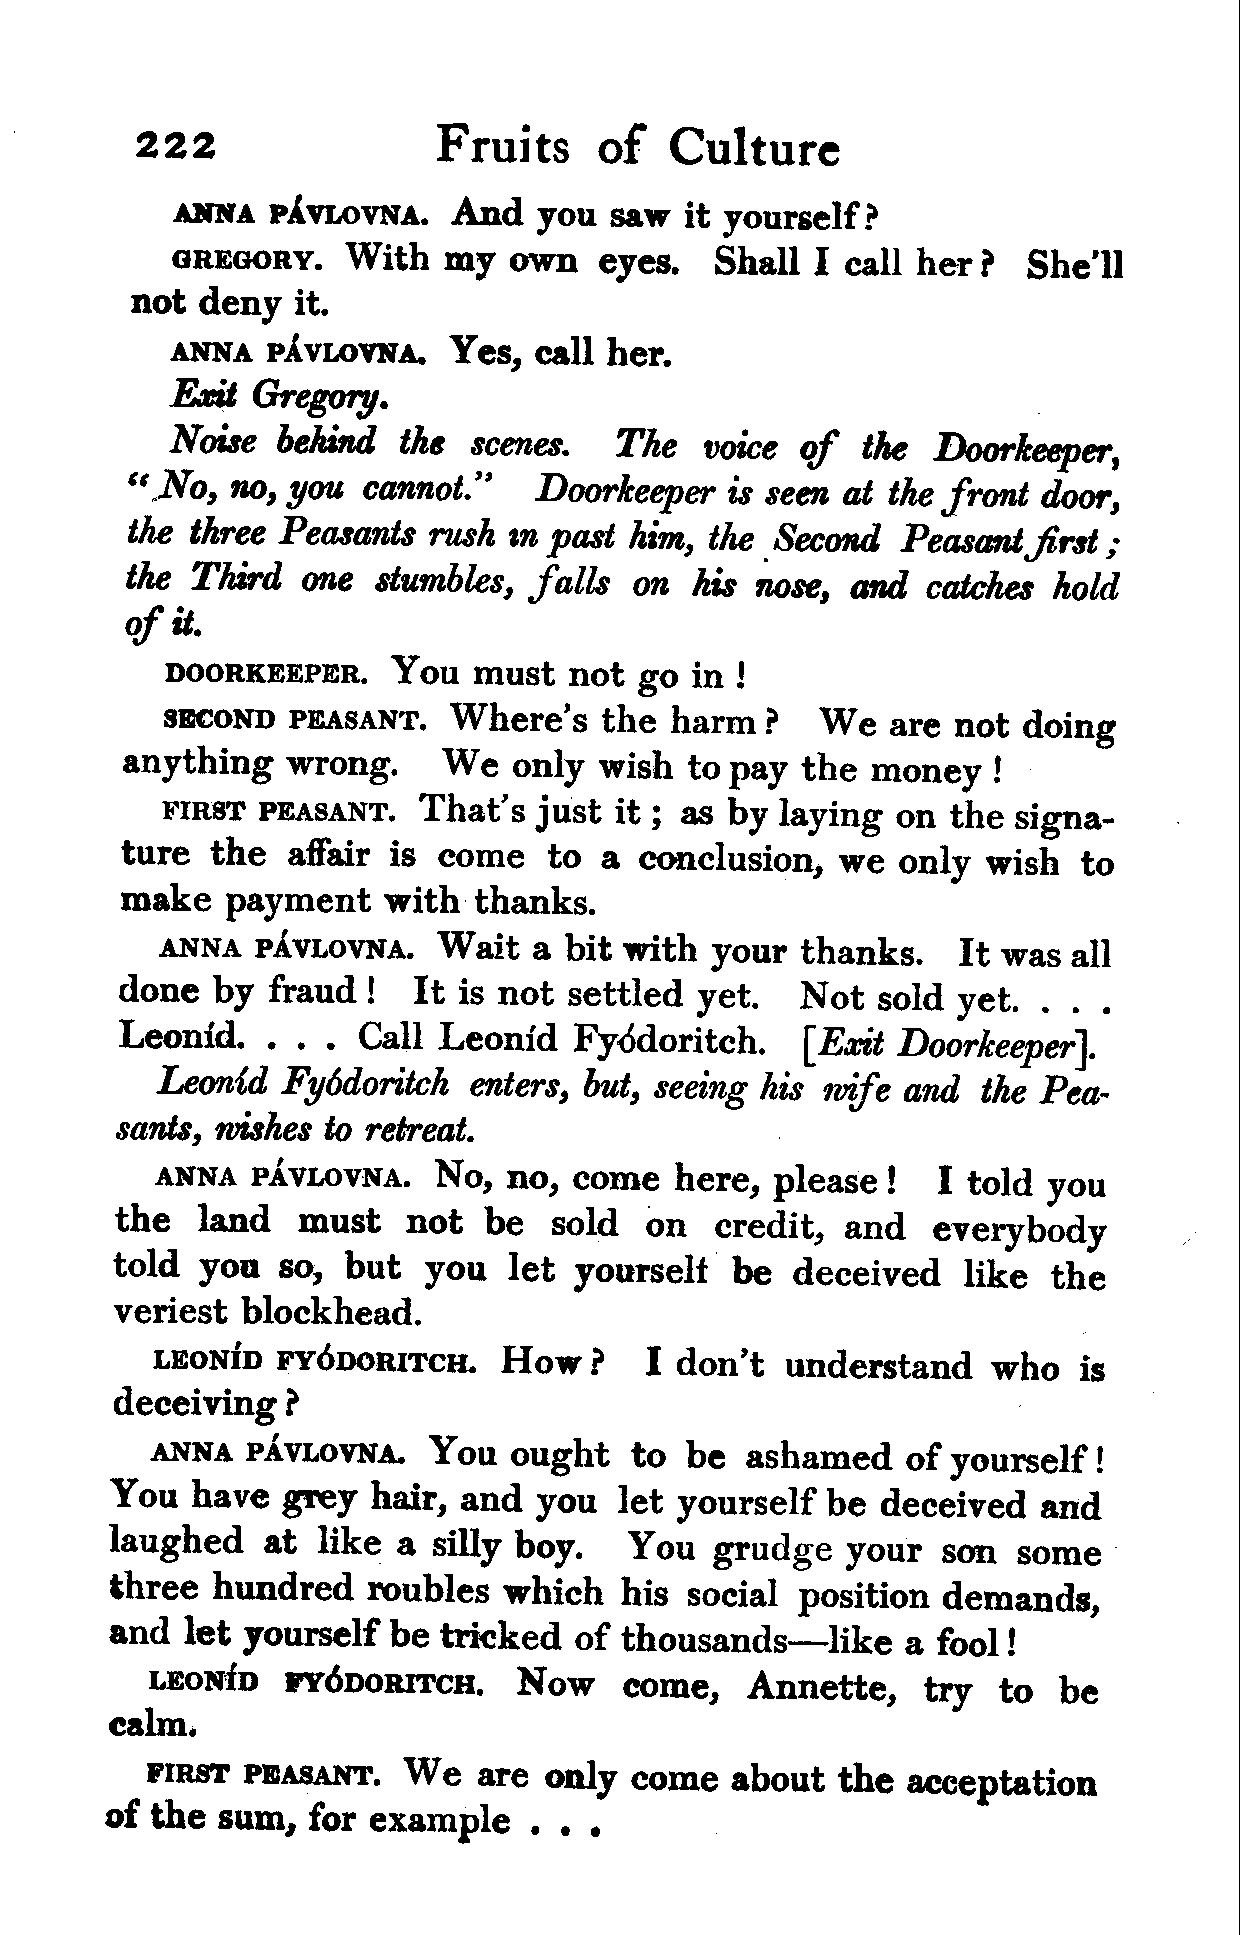 222 Fruits of Culture
ANNA PÁVLOVNA. And you saw it yourself?
GREGORY. With my own eyes. Shall I call her? She'll
not deny it.
ANNA PÁVLOVNA. Yes, call her.
Exit Gregory.
Noise behind the scenes. The voice of the Doorkeeper,
"No, no, you cannot." Doorkeeper is seen at the front door,
the three Peasants rush in past him, the Second Peasant first;
the Third one stumbles, falls on his nose, and catches hold
of it.
DOORKEEPER. You must not go in!
SECOND PEASANT. Where's the harm? We are not doing
anything wrong. We only wish to pay the money!
FIRST PEASANT. That's just it; as by laying on the signa-
ture the affair is come to a conclusion, we only wish to
make payment with thanks.
ANNA PÁVLOVNA. Wait a bit with your thanks. It was all
done by fraud! It is not settled yet. Not sold yet. . . .
Leoníd. . . . Call Leoníd Fyódoritch. [Exit Doorkeeper].
Leoníd Fyódoritch enters, but, seeing his wife and the Pea-
sants, wishes to retreat.
ANNA PÁVLOVNA. No, no, come here, please! I told you
the land must not be sold on credit, and everybody
told you so, but you let yourself be deceived like the
veriest blockhead.
LEONÍD FYÓDORITCH. How? I don't understand who is
deceiving?
ANNA PÁVLOVNA. You ought to be ashamed of yourself!
You have grey hair, and you let yourself be deceived and
laughed at like a silly boy. You grudge your son some
three hundred roubles which his social position demands,
and let yourself be tricked of thousands—like a fool!
LEONÍD FYÓDORITCH. Now come, Annette, try to be
calm.
FIRST PEASANT. We are only come about the acceptation
of the sum, for example . . .